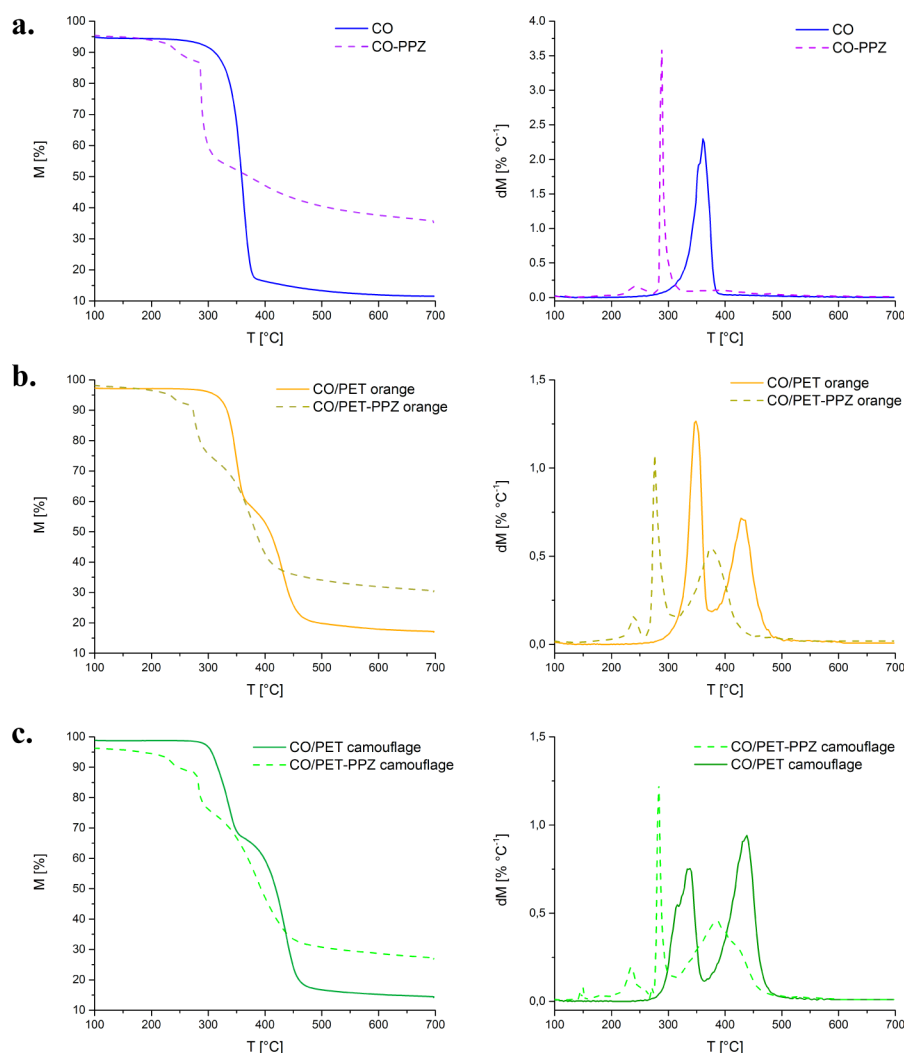 a.
CO
CO-PPZ
100
90
80
70
60
50
40
30
20
10
M [%]
100 200 300 400 500 600 700
T [°C]
CO
CO-PPZ
4.0
3.5
3.0
2.5
2.0
1.5
1.0
0.5
0.0
dM [% °C-1]
100 200 300 400 500 600 700
T [°C]
b.
CO/PET orange
CO/PET-PPZ orange
100
90
80
70
60
50
40
30
20
10
M [%]
100 200 300 400 500 600 700
T [°C]
CO/PET orange
CO/PET-PPZ orange
1,5
1,0
0,5
0,0
dM [% °C-1]
100 200 300 400 500 600 700
T [°C]
c.
CO/PET camouflage
CO/PET-PPZ camouflage
100
90
80
70
60
50
40
30
20
10
M [%]
100 200 300 400 500 600 700
T [°C]
CO/PET-PPZ camouflage
CO/PET camouflage
1,5
1,0
0,5
0,0
dM [% °C-1]
100 200 300 400 500 600 700
T [°C]